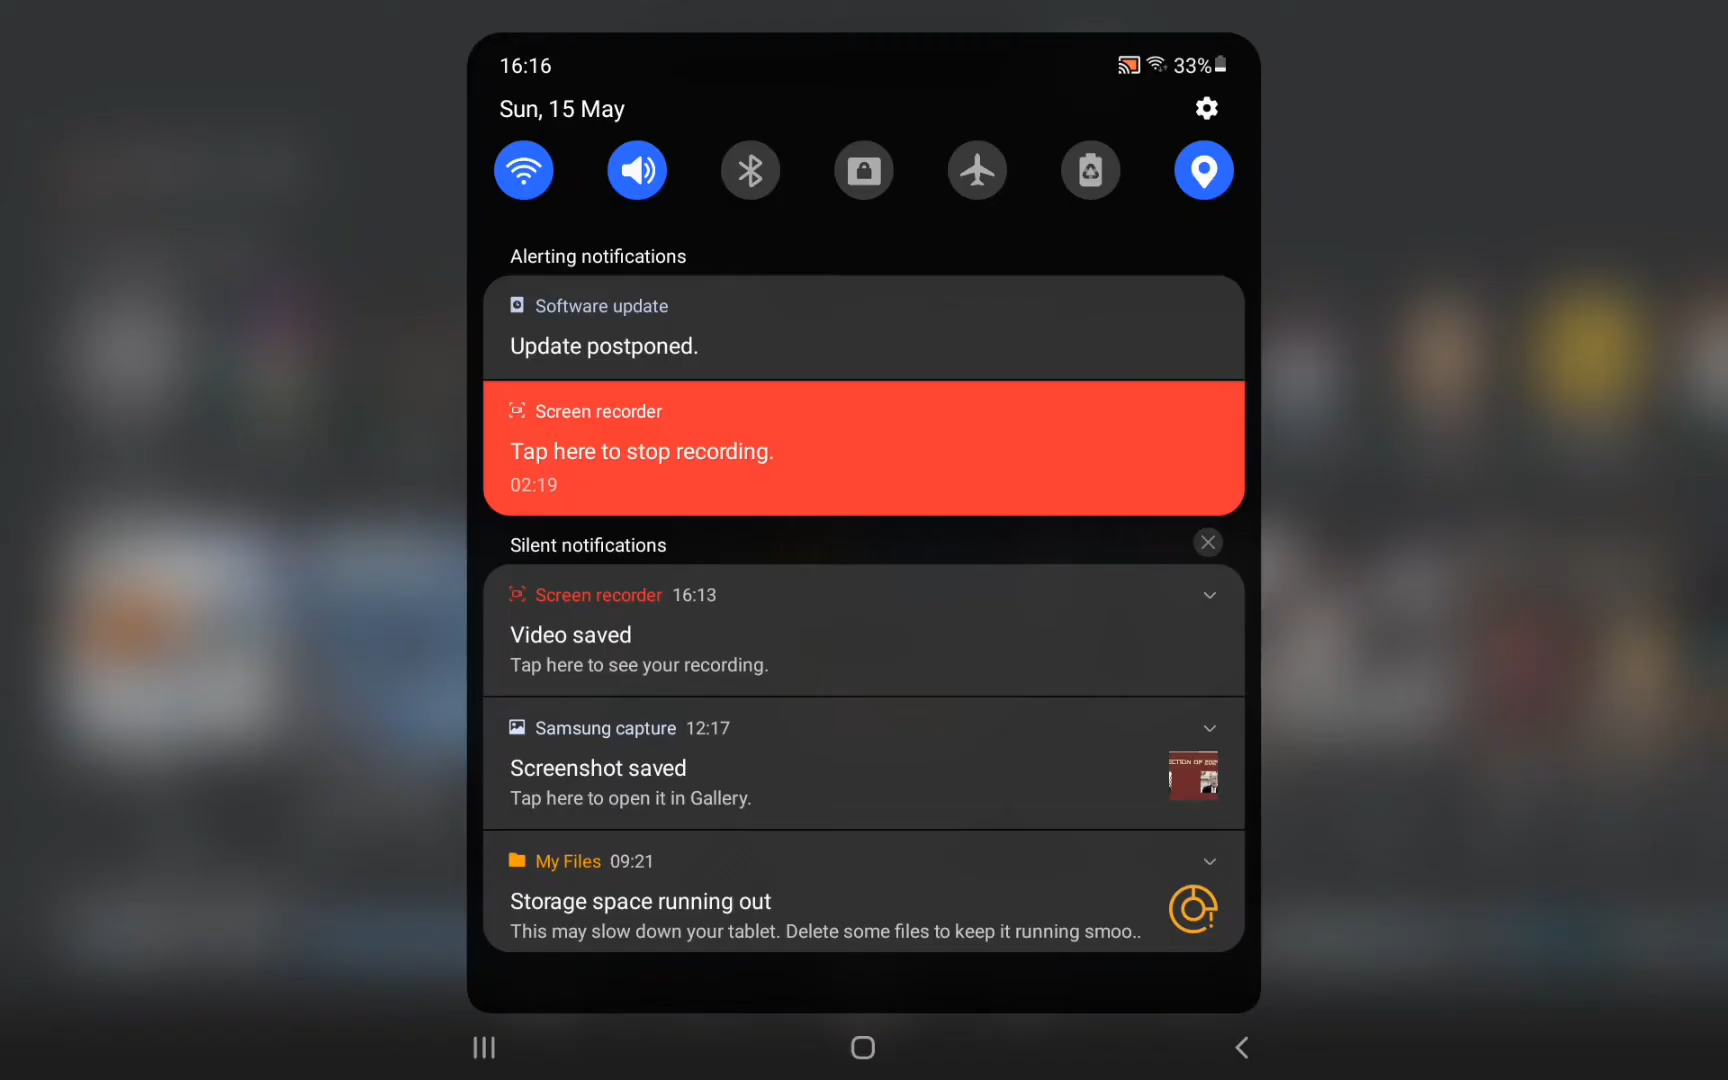 16:16
33%
Sun, 15 May
Alerting notifications
Software update
Update postponed.
Screen recorder
Tap here to stop recording.
02:19
Silent notifications
Screen recorder 16:13
Video saved
Tap here to see your recording.
Samsung capture 12:17
Screenshot saved
Tap here to open it in Gallery.
ECTION OF 202
My Files 09:21
Storage space running out
This may slow down your tablet. Delete some files to keep it running smoo..